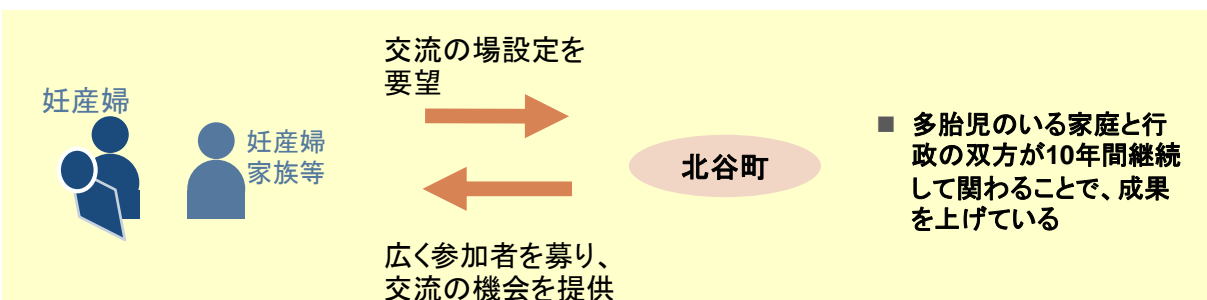 交流の場設定を
要望
妊産婦
妊産婦
家族等
北谷町
■ 多胎児のいる家庭と行
政の双方が10年間継続
して関わることで、成果
を上げている
広く参加者を募り、
交流の機会を提供